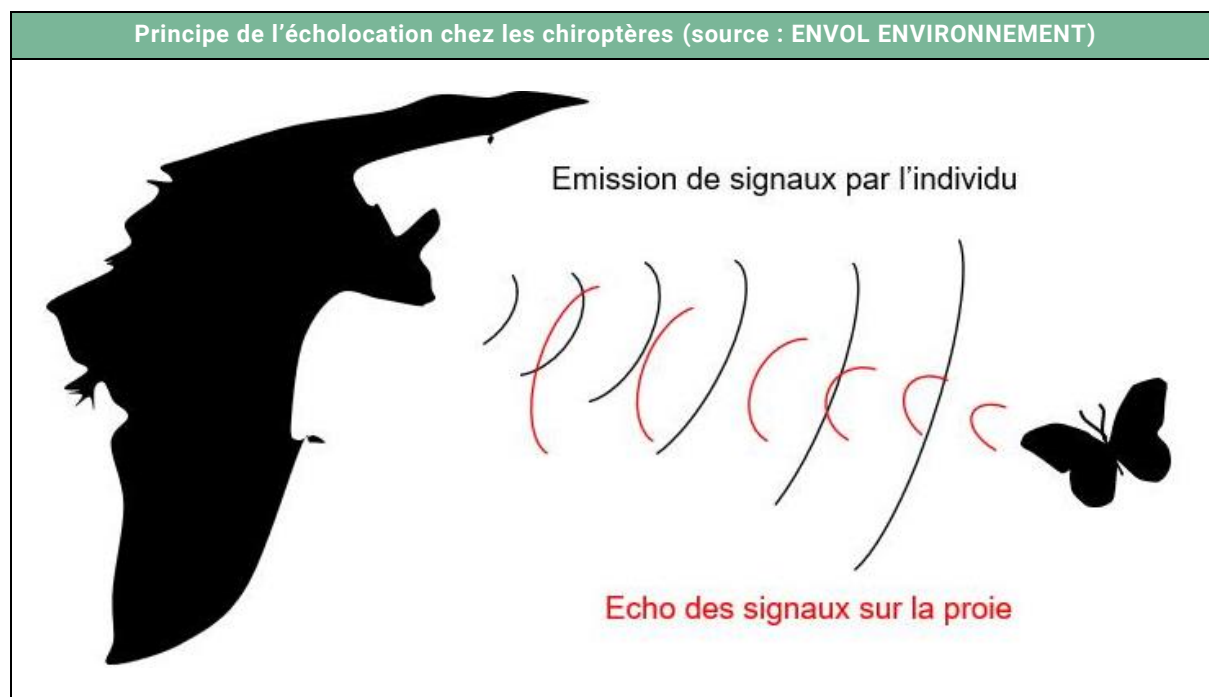 Principe de l’écholocation chez les chiroptères (source : ENVOL ENVIRONNEMENT)
Emission de signaux par l’individu
Echo des signaux sur la proie